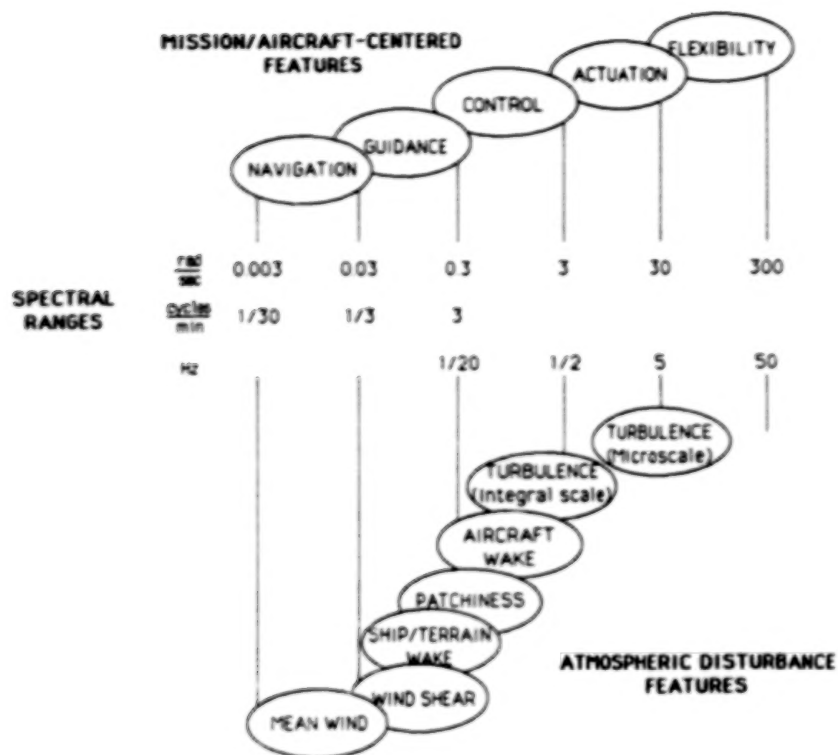 MISSION/AIRCRAFT-CENTERED
FEATURES
FLEXIBILITY
ACTUATION
CONTROL
GUIDANCE
NAVIGATION
SPECTRAL
RANGES
rad
sec
0.003 0.03 0.3 3 30 300
cycles
min
1/30 1/3 3
Hz
1/20 1/2 5 50
TURBULENCE
(Microscale)
TURBULENCE
(Integral scale)
AIRCRAFT
WAKE
PATCHINESS
SHIP/TERRAIN
WAKE
WIND SHEAR
MEAN WIND
ATMOSPHERIC DISTURBANCE
FEATURES